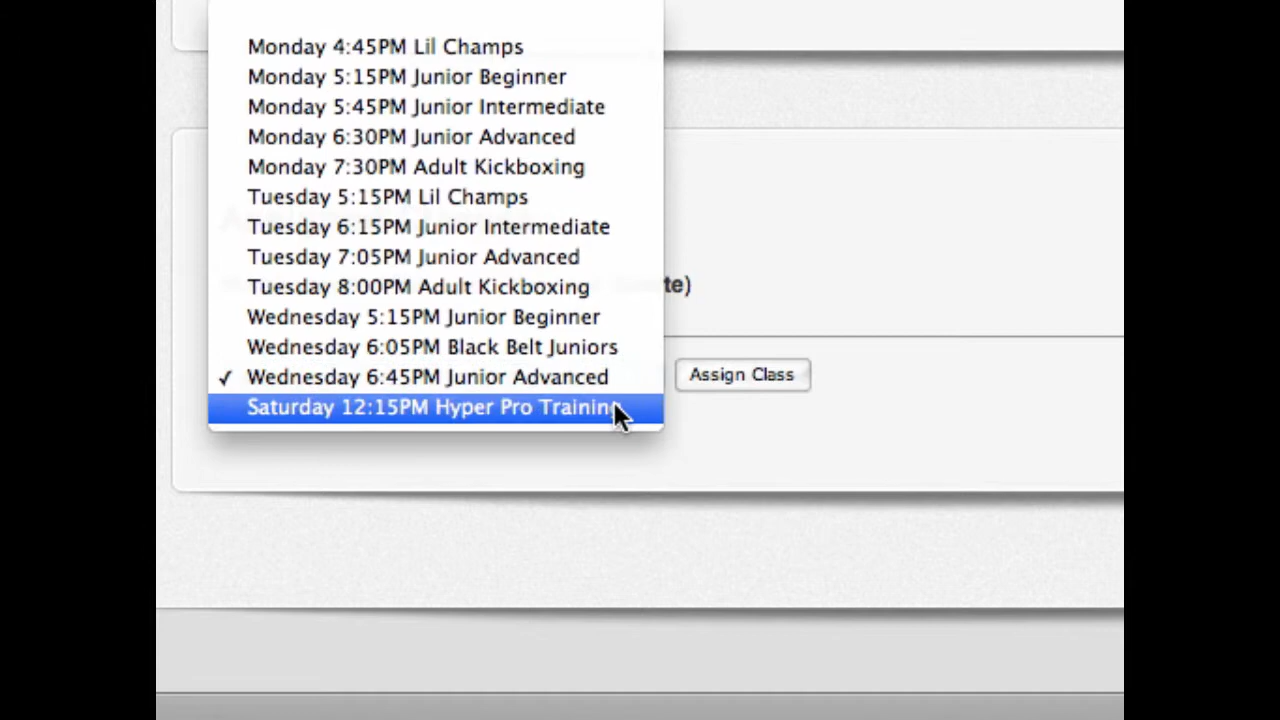 Monday 4:45PM Lil Champs
Monday 5:15PM Junior Beginner
Monday 5:45PM Junior Intermediate
Monday 6:30PM Junior Advanced
Monday 7:30PM Adult Kickboxing
Tuesday 5:15PM Lil Champs
Tuesday 6:15PM Junior Intermediate
Tuesday 7:05PM Junior Advanced
Tuesday 8:00PM Adult Kickboxing
te)
Wednesday 5:15PM Junior Beginner
Wednesday 6:05PM Black Belt Juniors
✓ Wednesday 6:45PM Junior Advanced
Assign Class
Saturday 12:15PM Hyper Pro Training